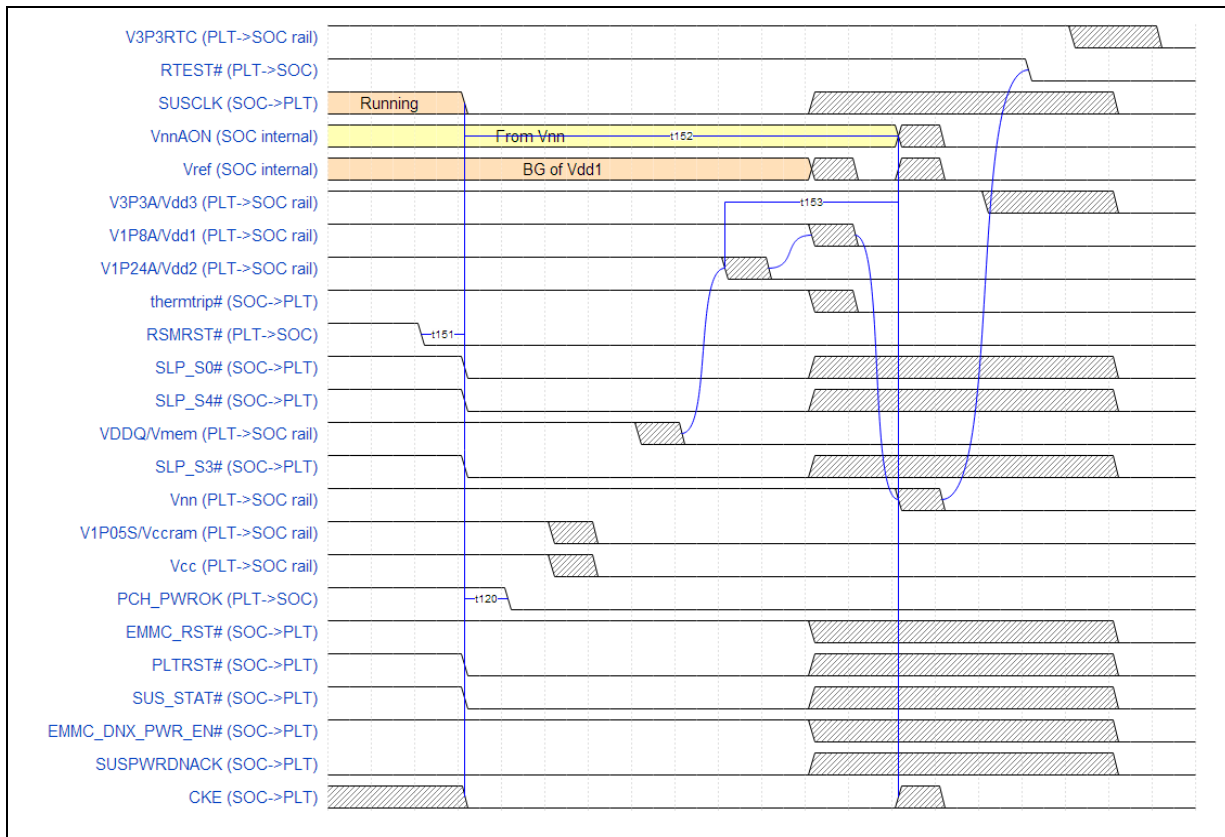 V3P3RTC (PLT->SOC rail)
RTEST# (PLT->SOC)
SUSCLK (SOC->PLT) Running
VnnAON (SOC internal) From Vnn t152
Vref (SOC internal) BG of Vdd1
V3P3A/Vdd3 (PLT->SOC rail) t153
V1P8A/Vdd1 (PLT->SOC rail)
V1P24A/Vdd2 (PLT->SOC rail)
thermtrip# (SOC->PLT)
RSMRST# (PLT->SOC) t151
SLP_S0# (SOC->PLT)
SLP_S4# (SOC->PLT)
VDDQ/Vmem (PLT->SOC rail)
SLP_S3# (SOC->PLT)
Vnn (PLT->SOC rail)
V1P05S/Vccram (PLT->SOC rail)
Vcc (PLT->SOC rail)
PCH_PWROK (PLT->SOC) t120
EMMC_RST# (SOC->PLT)
PLTRST# (SOC->PLT)
SUS_STAT# (SOC->PLT)
EMMC_DNX_PWR_EN# (SOC->PLT)
SUSPWRDNACK (SOC->PLT)
CKE (SOC->PLT)